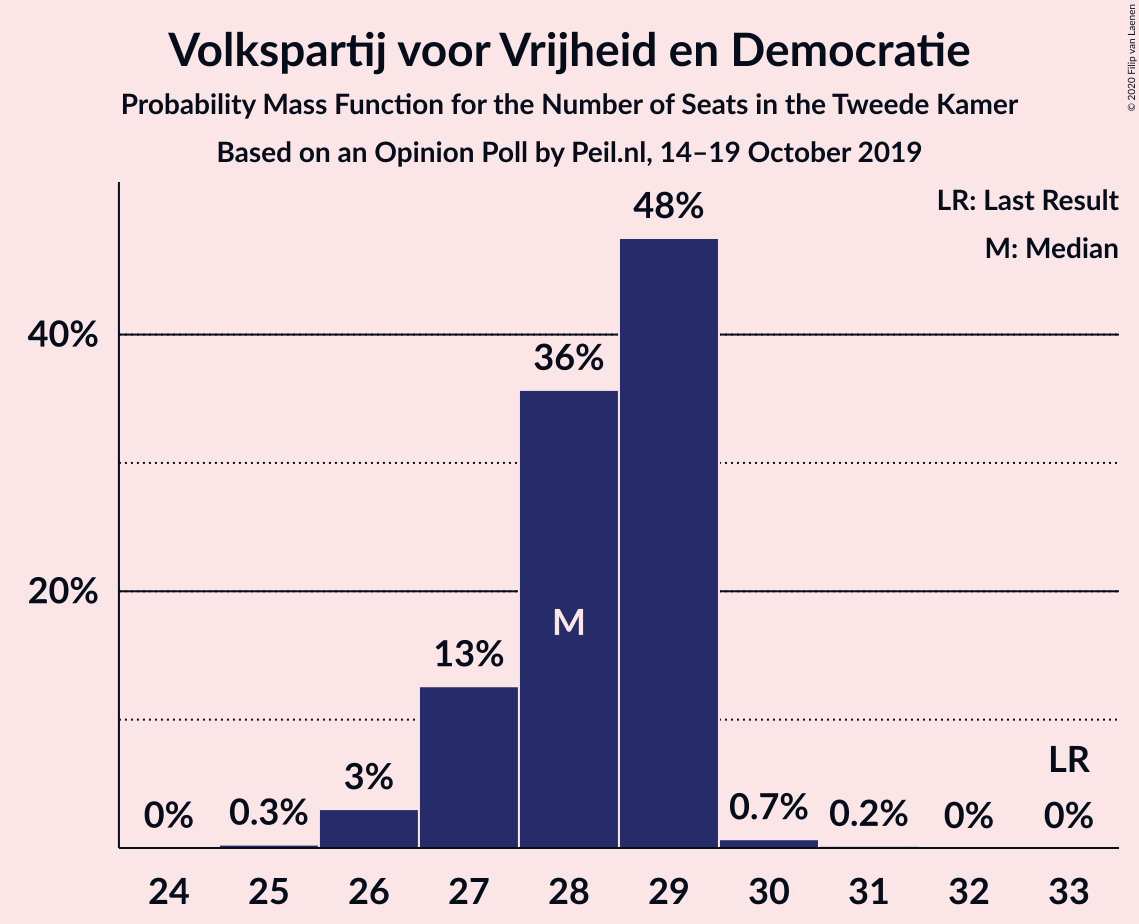 Volkspartij voor Vrijheid en Democratie
Probability Mass Function for the Number of Seats in the Tweede Kamer
Based on an Opinion Poll by Peil.nl, 14–19 October 2019
© 2020 Filip van Laenen
LR: Last Result
M: Median
40%
20%
0%
0.3%
3%
13%
36%
M
48%
0.7%
0.2%
0%
LR
0%
24 25 26 27 28 29 30 31 32 33